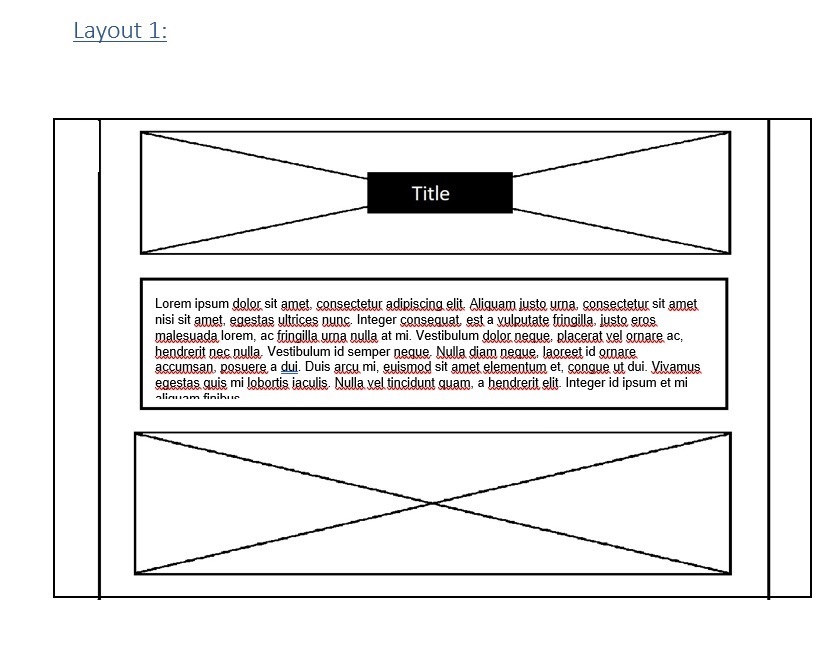 Layout 1:
Title
Lorem ipsum dolor sit amet, consectetur adipiscing elit. Aliquam justo urna, consectetur sit amet
nisi sit amet, egestas ultrices nunc. Integer consequat, est a vulputate fringilla, justo eros
malesuada lorem, ac fringilla urna nulla at mi. Vestibulum dolor neque, placerat vel ornare ac,
hendrerit nec nulla. Vestibulum id semper neque. Nulla diam neque, laoreet id ornare
accumsan, posuere a dui. Duis arcu mi, euismod sit amet elementum et, congue ut dui. Vivamus
egestas quis mi lobortis iaculis. Nulla vel tincidunt quam, a hendrerit elit. Integer id ipsum et mi
aliquam finibus